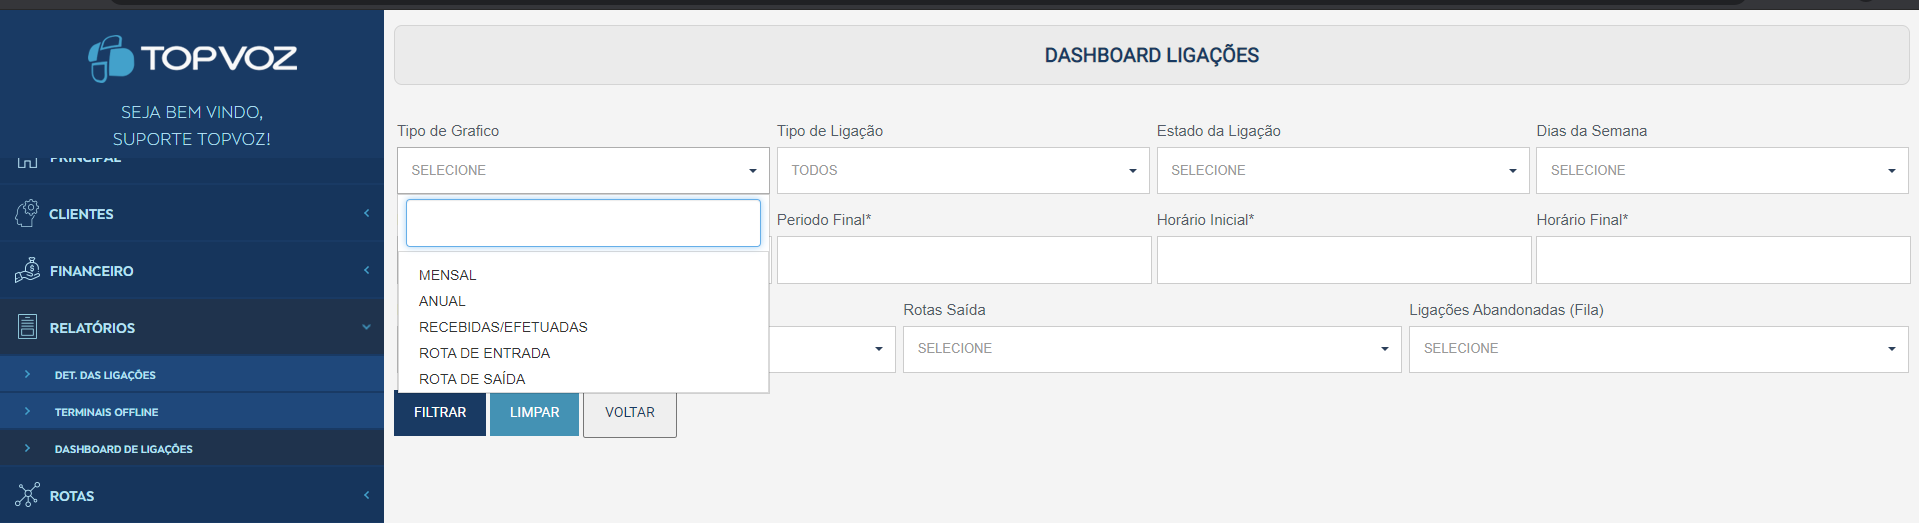 TOPVOZ
SEJA BEM VINDO,
SUPORTE TOPVOZ!
PRINCIPAL
CLIENTES
FINANCEIRO
RELATÓRIOS
DET. DAS LIGAÇÕES
TERMINAIS OFFLINE
DASHBOARD DE LIGAÇÕES
ROTAS
DASHBOARD LIGAÇÕES
Tipo de Grafico
Tipo de Ligação
Estado da Ligação
Dias da Semana
SELECIONE
TODOS
SELECIONE
SELECIONE
Periodo Final*
Horário Inicial*
Horário Final*
MENSAL
ANUAL
RECEBIDAS/EFETUADAS
ROTA DE ENTRADA
ROTA DE SAÍDA
Rotas Saída
Ligações Abandonadas (Fila)
SELECIONE
SELECIONE
FILTRAR
LIMPAR
VOLTAR